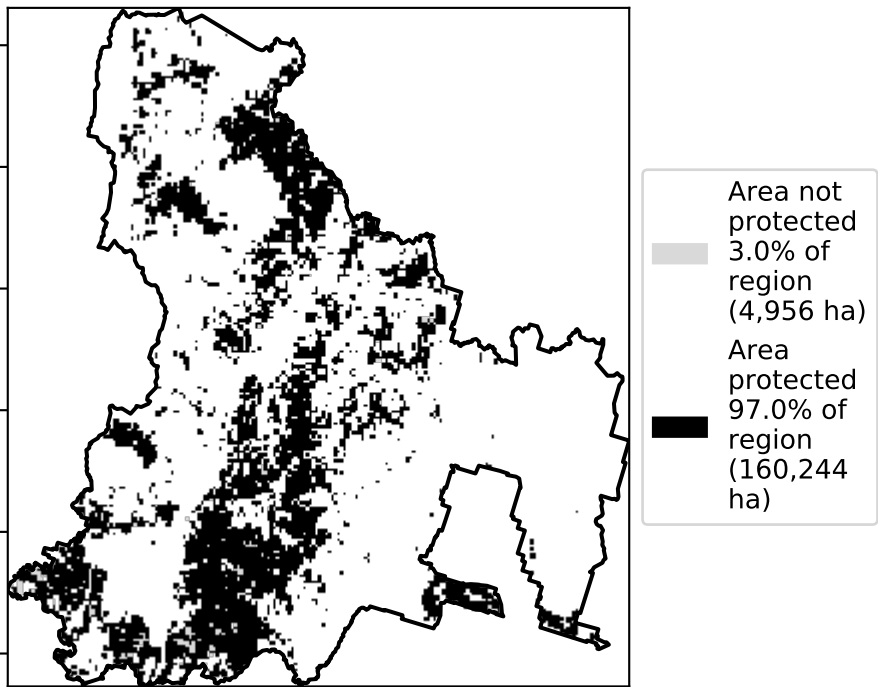 Area not
protected
3.0% of
region
(4,956 ha)
Area
protected
97.0% of
region
(160,244
ha)